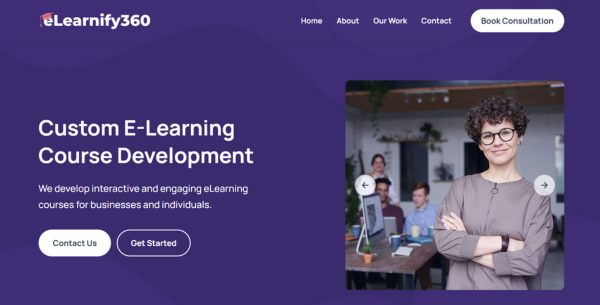 eLearnify360
Home About Our Work Contact Book Consultation
Custom E-Learning
Course Development
We develop interactive and engaging eLearning
courses for businesses and individuals.
Contact Us Get Started